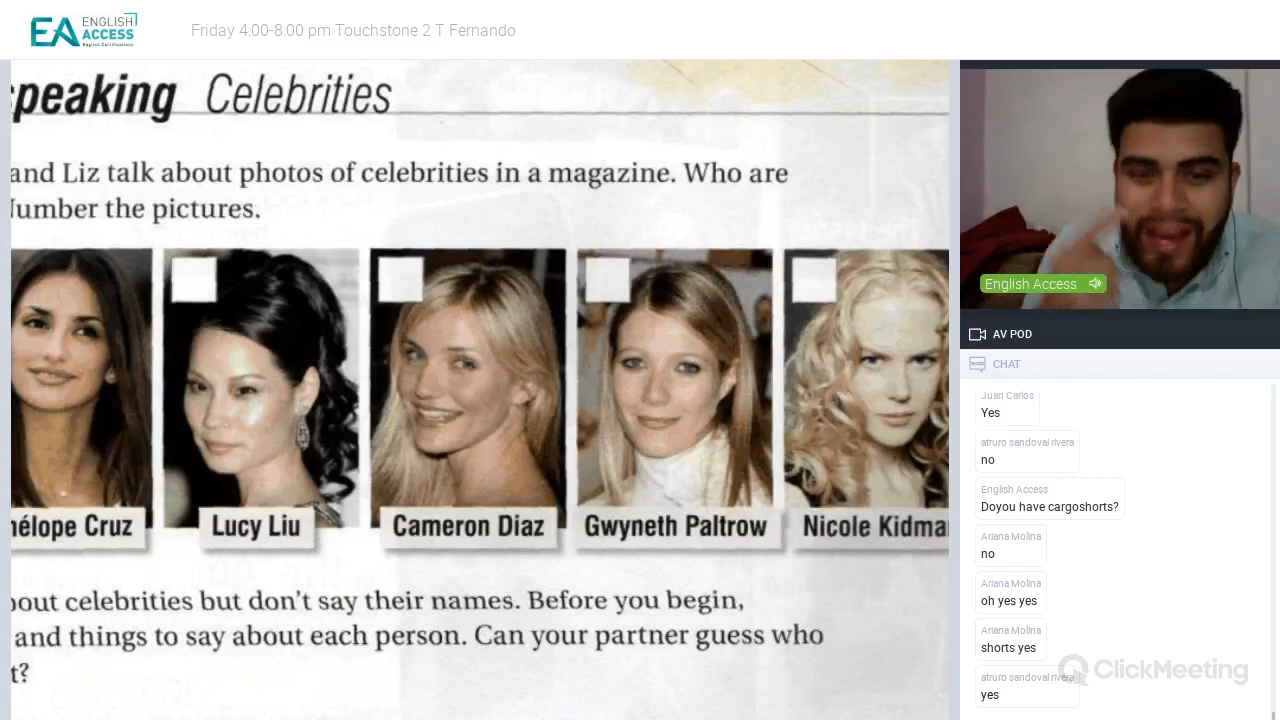 EA ENGLISH
ACCESS
English Certifications
Friday 4:00-8:00 pm Touchstone 2 T Fernando
speaking Celebrities
and Liz talk about photos of celebrities in a magazine. Who are
Number the pictures.
nélope Cruz
Lucy Liu
Cameron Diaz
Gwyneth Paltrow
Nicole Kidma
out celebrities but don't say their names. Before you begin,
and things to say about each person. Can your partner guess who
t?
English Access
AV POD
CHAT
Juan Carlos
Yes
atruro sandoval rivera
no
English Access
Doyou have cargoshorts?
Ariana Molina
no
Ariana Molina
oh yes yes
Ariana Molina
shorts yes
atruro sandoval rivera
yes
ClickMeeting